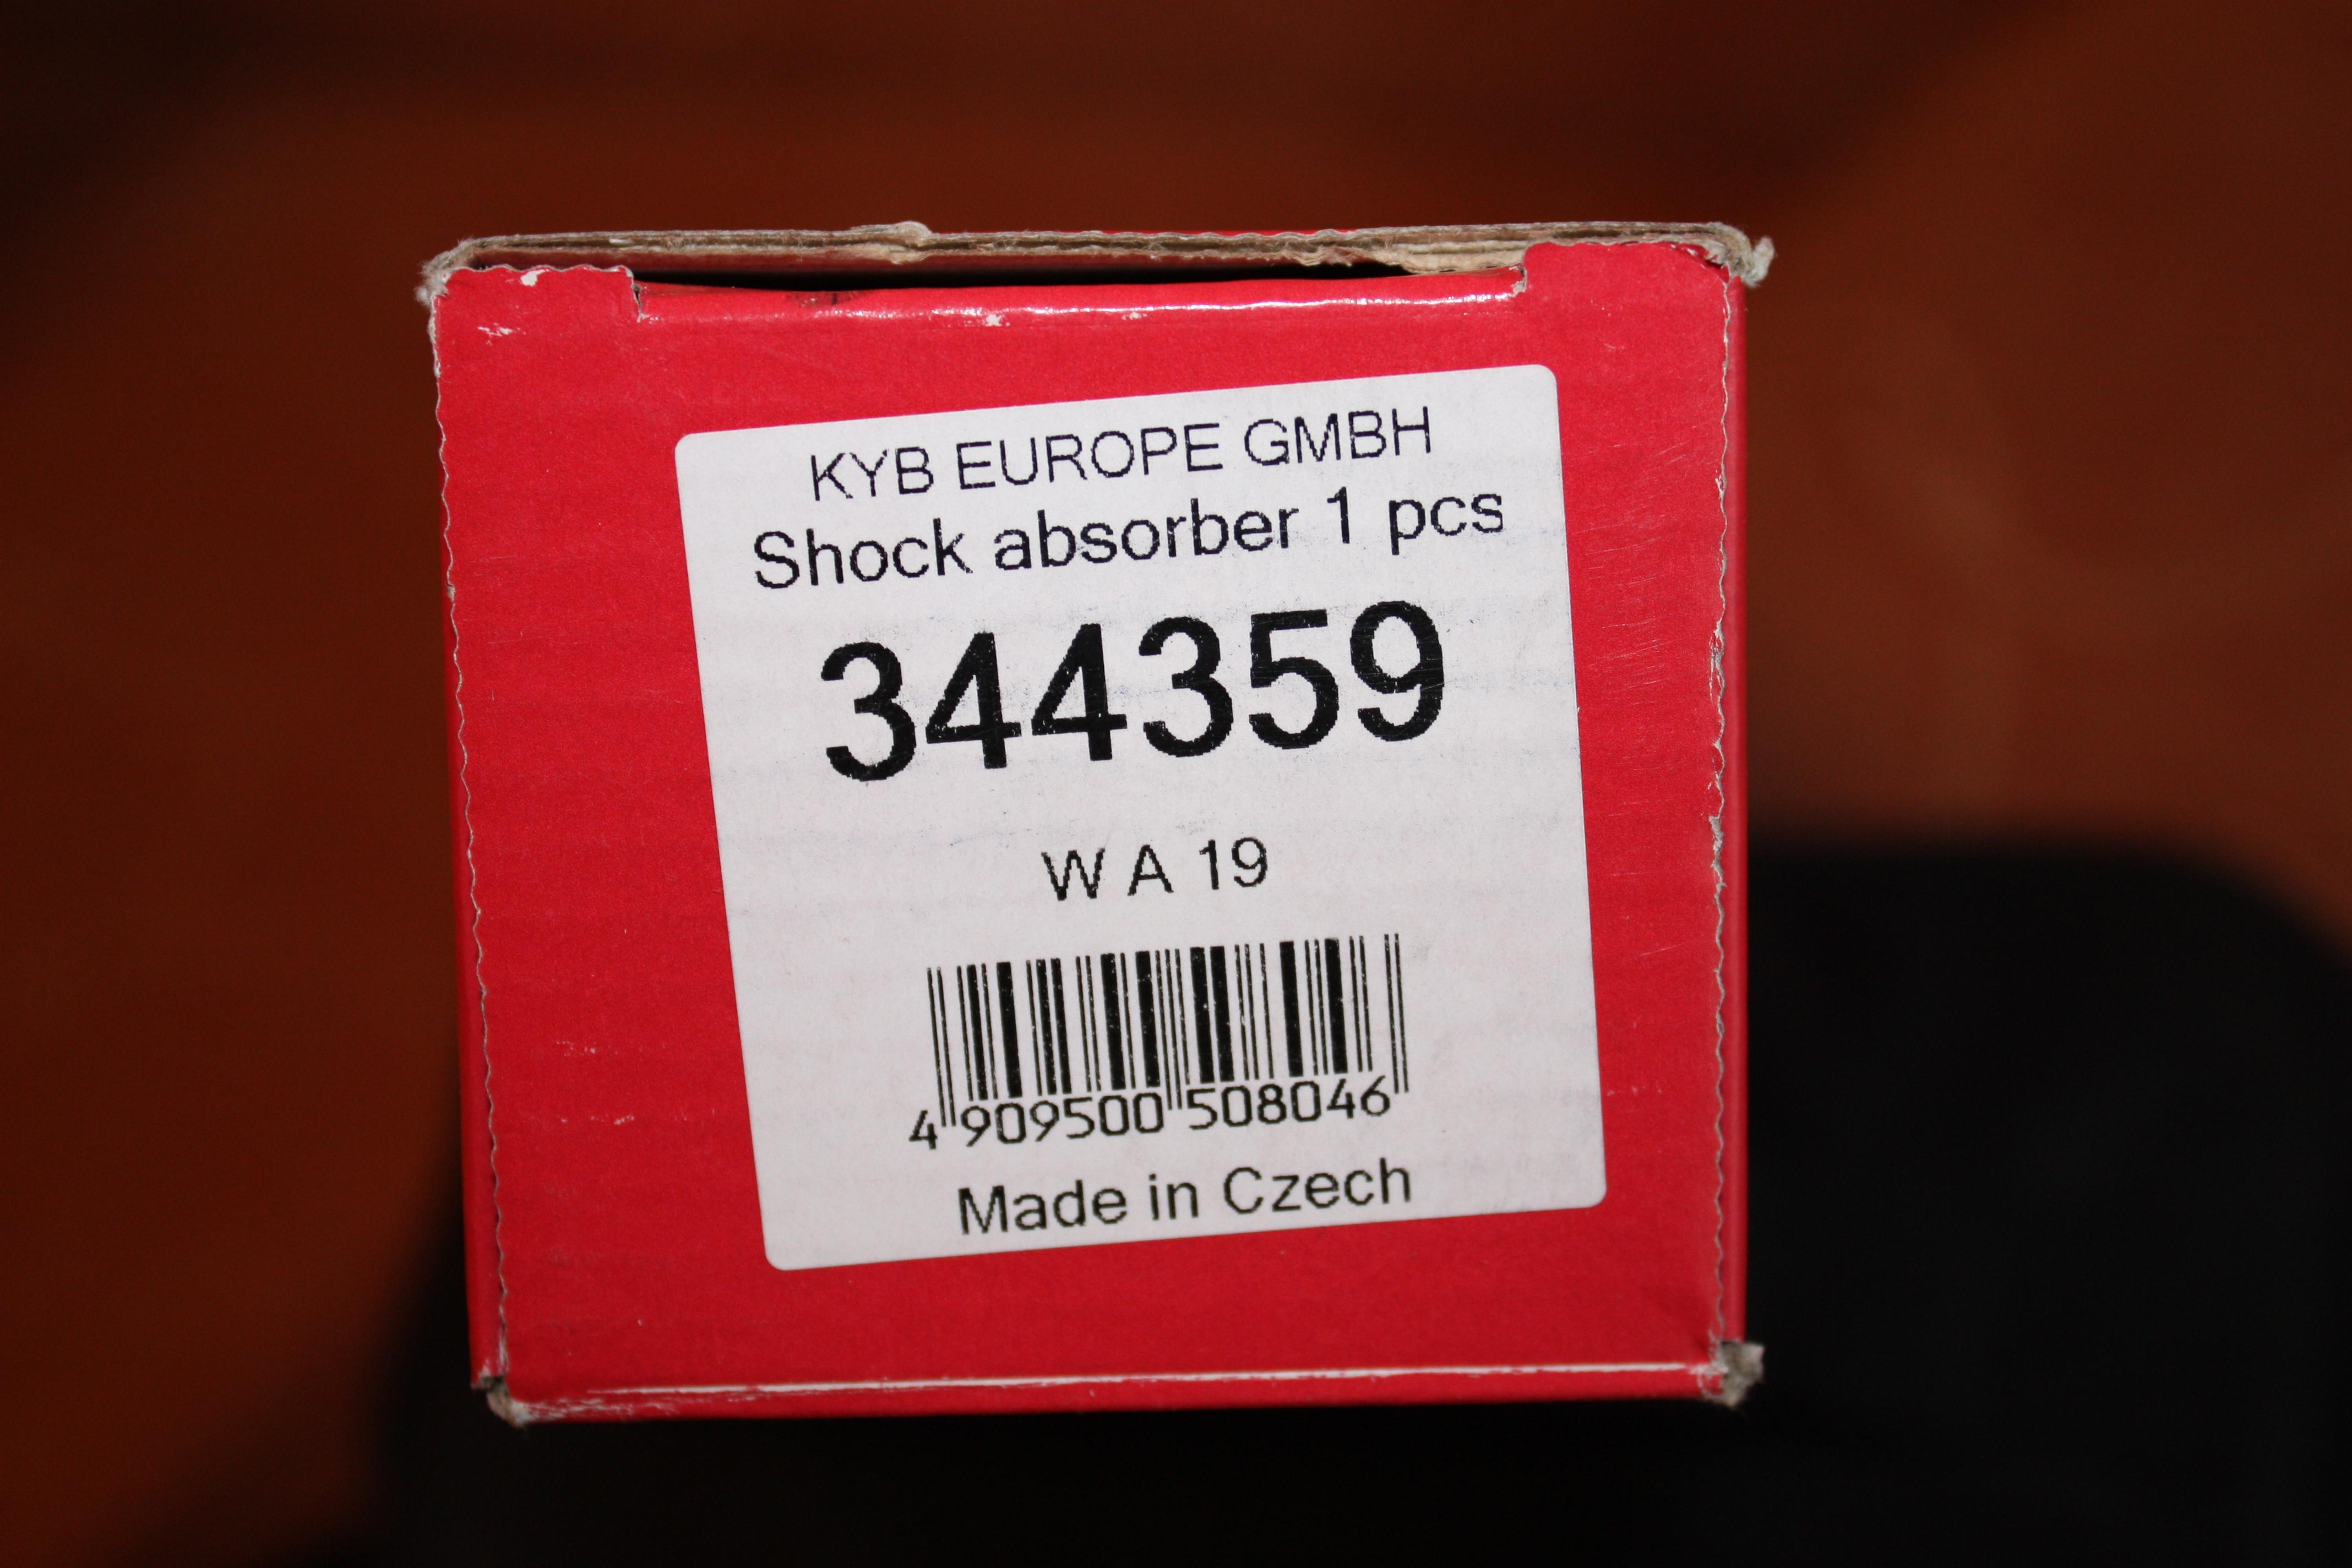 KYB EUROPE GMBH
Shock absorber 1 pcs
344359
W A 19
4 909500 508046
Made in Czech